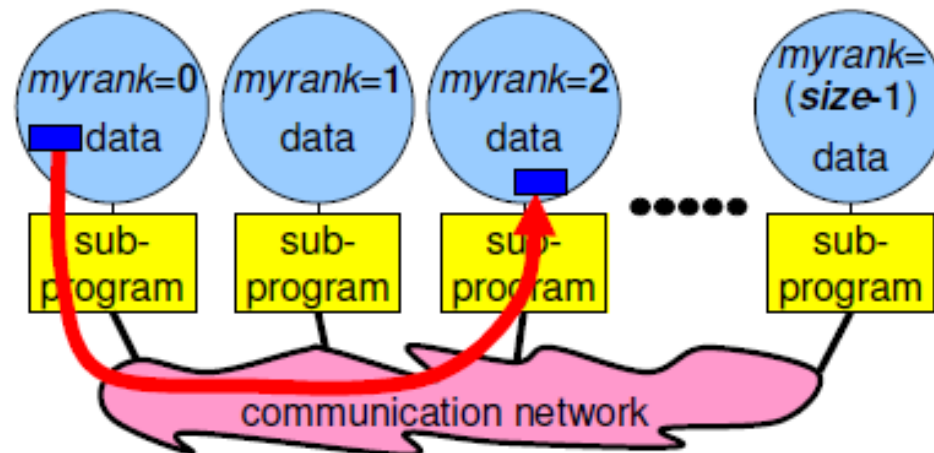 myrank=0
data
sub-
program
myrank=1
data
sub-
program
myrank=2
data
sub-
program
myrank=
(size-1)
data
sub-
program
communication network